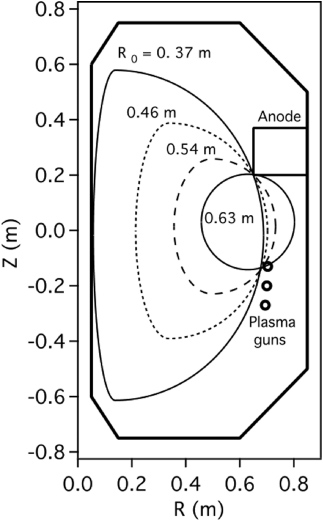 0.8
0.6
0.4
0.2
0.0
-0.2
-0.4
-0.6
-0.8
Z (m)
R₀ = 0. 37 m
0.46 m
Anode
0.54 m
0.63 m
Plasma
guns
0.0 0.2 0.4 0.6 0.8
R (m)